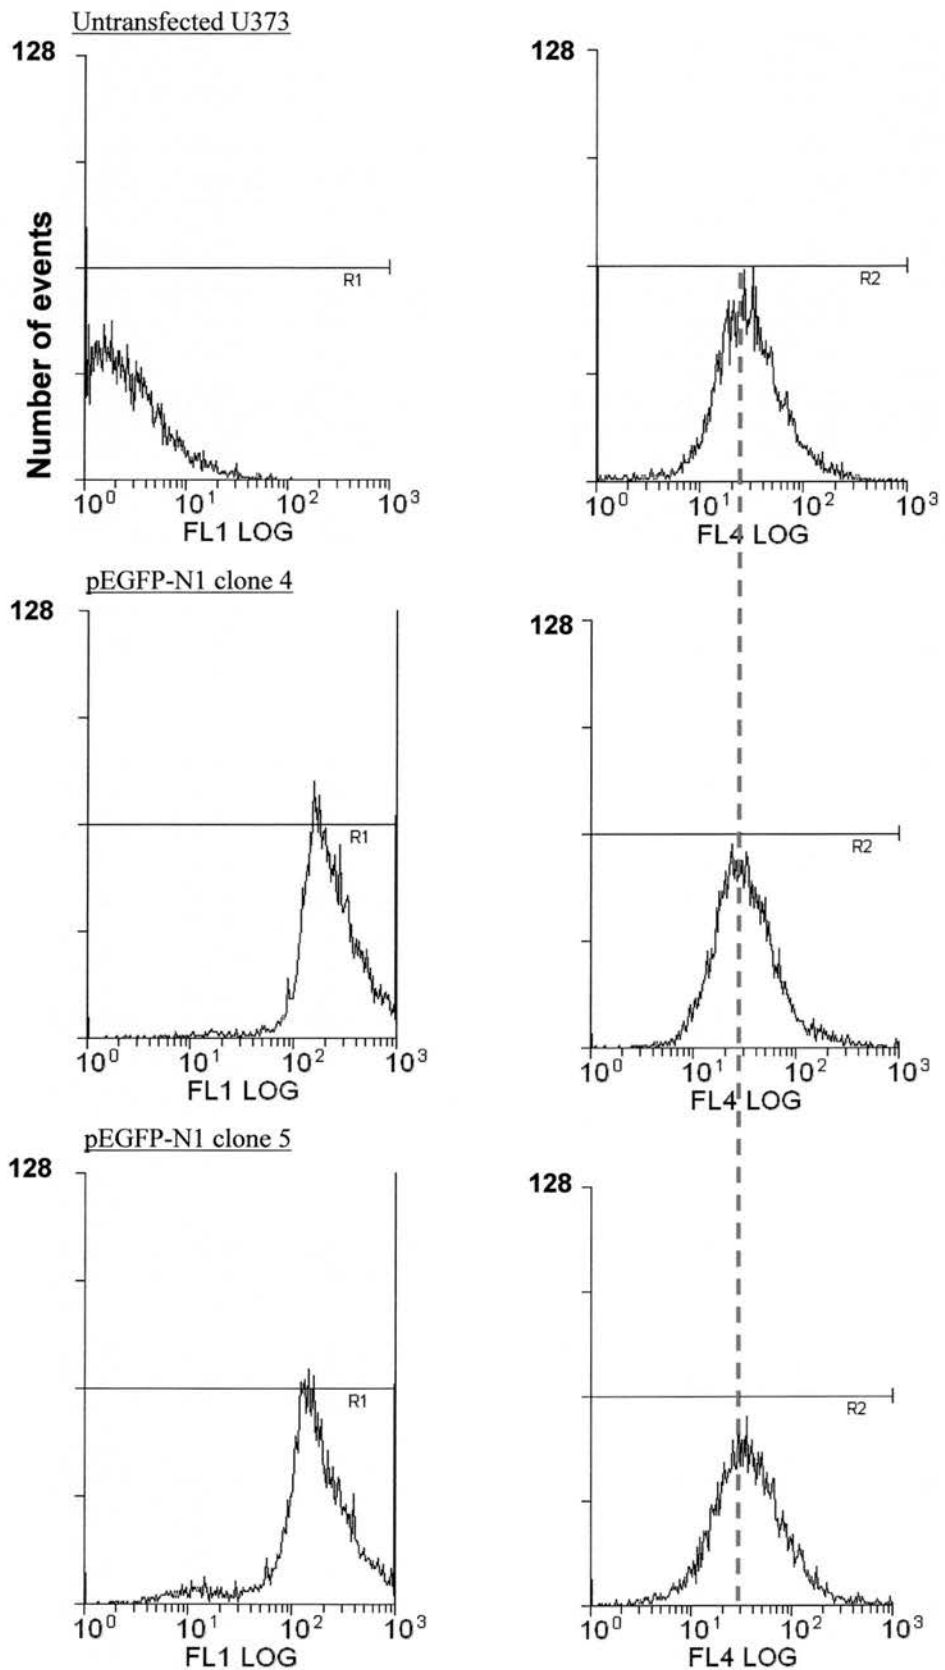 Untransfected U373
128
128
Number of events
R1
R2
10^0 10^1 10^2 10^3
FL1 LOG
10^0 10^1 10^2 10^3
FL4 LOG
pEGFP-N1 clone 4
128
128
R1
R2
10^0 10^1 10^2 10^3
FL1 LOG
10^0 10^1 10^2 10^3
FL4 LOG
pEGFP-N1 clone 5
128
128
R1
R2
10^0 10^1 10^2 10^3
FL1 LOG
10^0 10^1 10^2 10^3
FL4 LOG